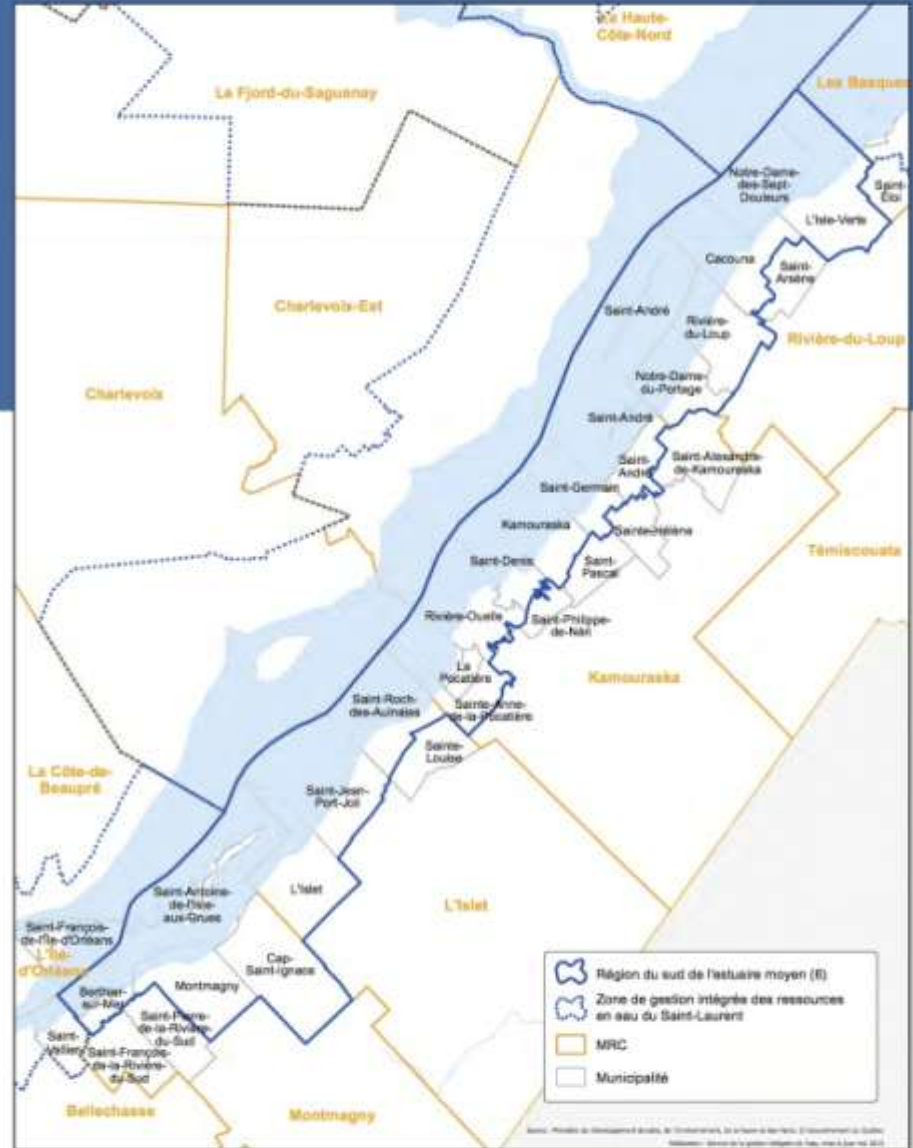 La Haute-
Côte-Nord
Le Fjord-du-Saguenay
Les Basques
Notre-Dame-
des-Sept-
Douleurs
Saint-
Éloi
L'Isle-Verte
Cacouna
Saint-
Arsène
Charlevois-Est
Saint-André
Rivière-
du-Loup
Rivière-du-Loup
Charlevoix
Notre-Dame-
du-Portage
Saint-André
Saint-
André
Saint-Alexandre-
de-Kamouraska
Saint-Germain
Kamouraska
Sainte-Hélène
Témiscouata
Saint-Denis
Saint-
Pascal
Rivière-Ouelle
Saint-Philippe-
de-Néri
La
Pocatière
Kamouraska
Saint-Roch-
des-Aulnaies
Sainte-Anne-
de-la-Pocatière
Sainte-
Louise
La Côte-de-
Beaupré
Saint-Jean-
Port-Joli
Saint-Antoine-
de-l'Isle-
aux-Grues
L'Islet
L'Islet
Saint-François-
de-l'Île-d'Orléans
L'Île-
d'Orléans
Cap-
Saint-Ignace
Berthier-
sur-Mer
Montmagny
Saint-Pierre-
de-la-Rivière-
du-Sud
Saint-
Vallier
Saint-François-
de-la-Rivière-
du-Sud
Bellechasse
Montmagny
Région du sud de l'estuaire moyen (6)
Zone de gestion intégrée des ressources
en eau du Saint-Laurent
MRC
Municipalité